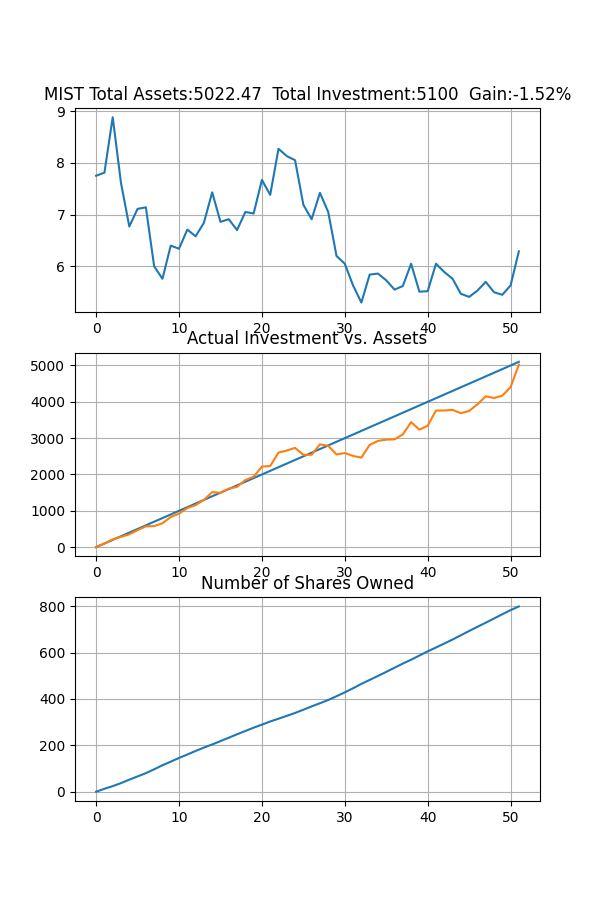 MIST Total Assets:5022.47  Total Investment:5100  Gain:-1.52%
9
8
7
6
0 10 20 30 40 50
Actual Investment vs. Assets
5000
4000
3000
2000
1000
0
0 10 20 30 40 50
Number of Shares Owned
800
600
400
200
0
0 10 20 30 40 50